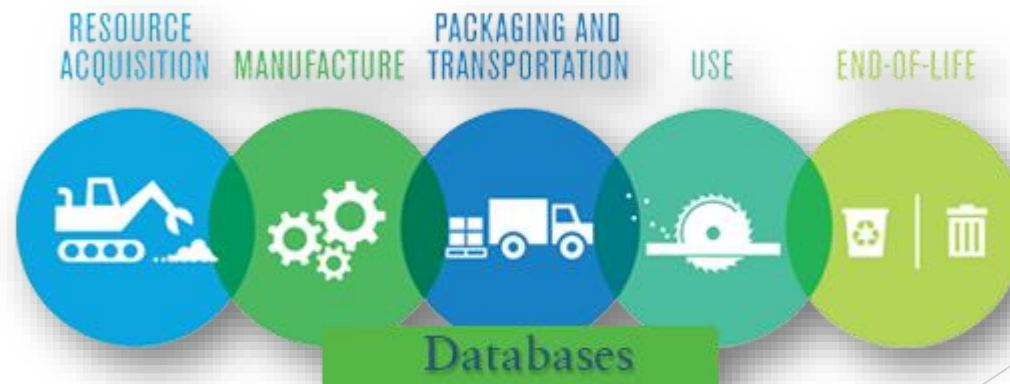 RESOURCE
ACQUISITION
MANUFACTURE
PACKAGING AND
TRANSPORTATION
USE
END-OF-LIFE
Databases